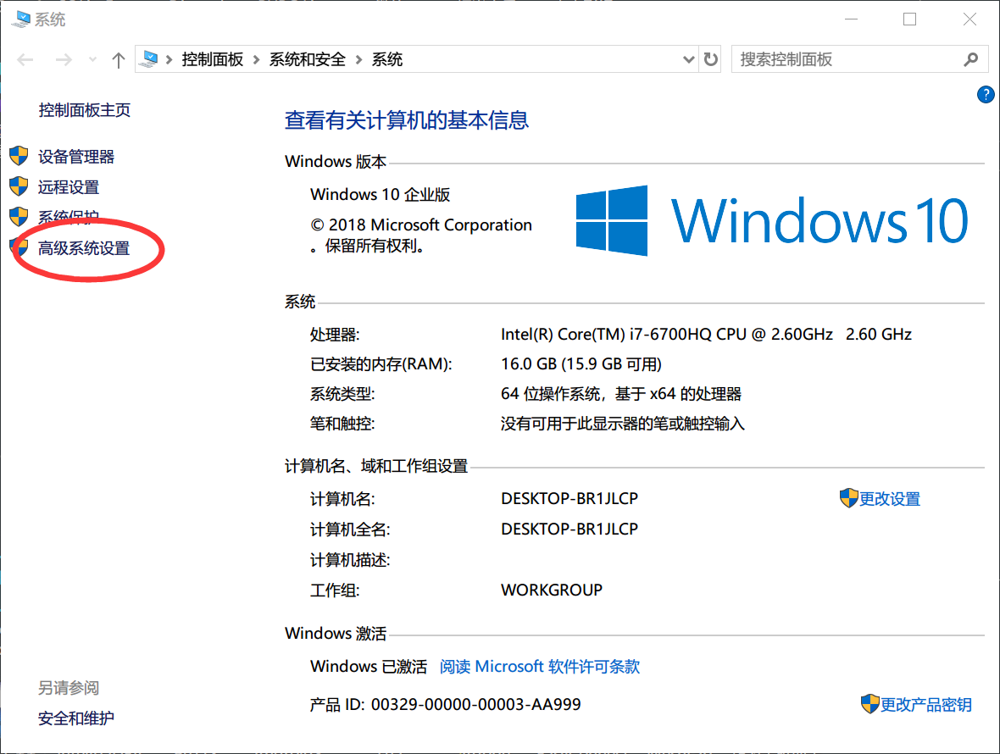 系统
控制面板 系统和安全 系统
搜索控制面板
?
控制面板主页
设备管理器
远程设置
系统保护
高级系统设置
查看有关计算机的基本信息
Windows 版本
Windows 10 企业版
© 2018 Microsoft Corporation
。保留所有权利。
Windows 10
系统
处理器: Intel(R) Core(TM) i7-6700HQ CPU @ 2.60GHz 2.60 GHz
已安装的内存(RAM): 16.0 GB (15.9 GB 可用)
系统类型: 64 位操作系统，基于 x64 的处理器
笔和触控: 没有可用于此显示器的笔或触控输入
计算机名、域和工作组设置
计算机名: DESKTOP-BR1JLCP 更改设置
计算机全名: DESKTOP-BR1JLCP
计算机描述:
工作组: WORKGROUP
Windows 激活
Windows 已激活 阅读 Microsoft 软件许可条款
产品 ID: 00329-00000-00003-AA999 更改产品密钥
另请参阅
安全和维护